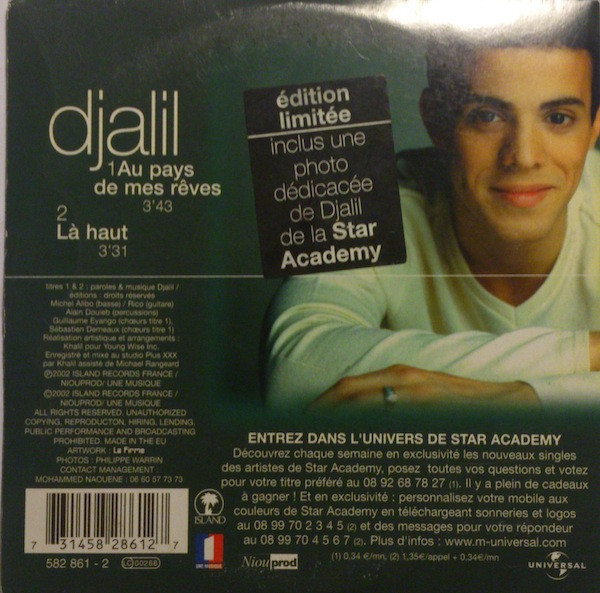 djalil
1 Au pays
de mes rêves
3'43
2
Là haut
3'31
édition
limitée
inclus une
photo
dédicacée
de Djalil
de la Star
Academy
titres 1 & 2 : paroles & musique Djalil /
éditions : droits réservés
Michel Alibo (basse) / Rico (guitare)
Alain Doueb (percussions)
Guillaume Eyango (chœurs titre 1),
Sébastien Demeaux (chœurs titre 1)
Réalisation artistique et arrangements :
Khalil pour Young Wise Inc.
Enregistré et mixé au studio Plus XXX
par Khalil assisté de Michael Rangeard
℗2002 ISLAND RECORDS FRANCE /
NIOUPROD/ UNE MUSIQUE
©2002 ISLAND RECORDS FRANCE /
NIOUPROD/ UNE MUSIQUE
ALL RIGHTS RESERVED. UNAUTHORIZED
COPYING, REPRODUCTON, HIRING, LENDING,
PUBLIC PERFORMANCE AND BROADCASTING
PROHIBITED. MADE IN THE EU
ARTWORK : La Firme
PHOTOS : PHILIPPE WARRIN
CONTACT MANAGEMENT :
MOHAMMED NAOUENE : 06 60 57 73 73
ENTREZ DANS L'UNIVERS DE STAR ACADEMY
Découvrez chaque semaine en exclusivité les nouveaux singles
des artistes de Star Academy, posez toutes vos questions et votez
pour votre titre préféré au 08 92 68 78 27 (1). Il y a plein de cadeaux
à gagner ! Et en exclusivité : personnalisez votre mobile aux
couleurs de Star Academy en téléchargeant sonneries et logos
au 08 99 70 2 3 4 5 (2) et des messages pour votre répondeur
au 08 99 70 4 5 6 7 (2). Plus d'infos : www.m-universal.com
(1) 0,34 €/mn, (2) 1,35€/appel + 0,34€/mn
7 31458 28612 7
582 861 - 2
LC 00268
ISLAND
Niouprod
UNIVERSAL